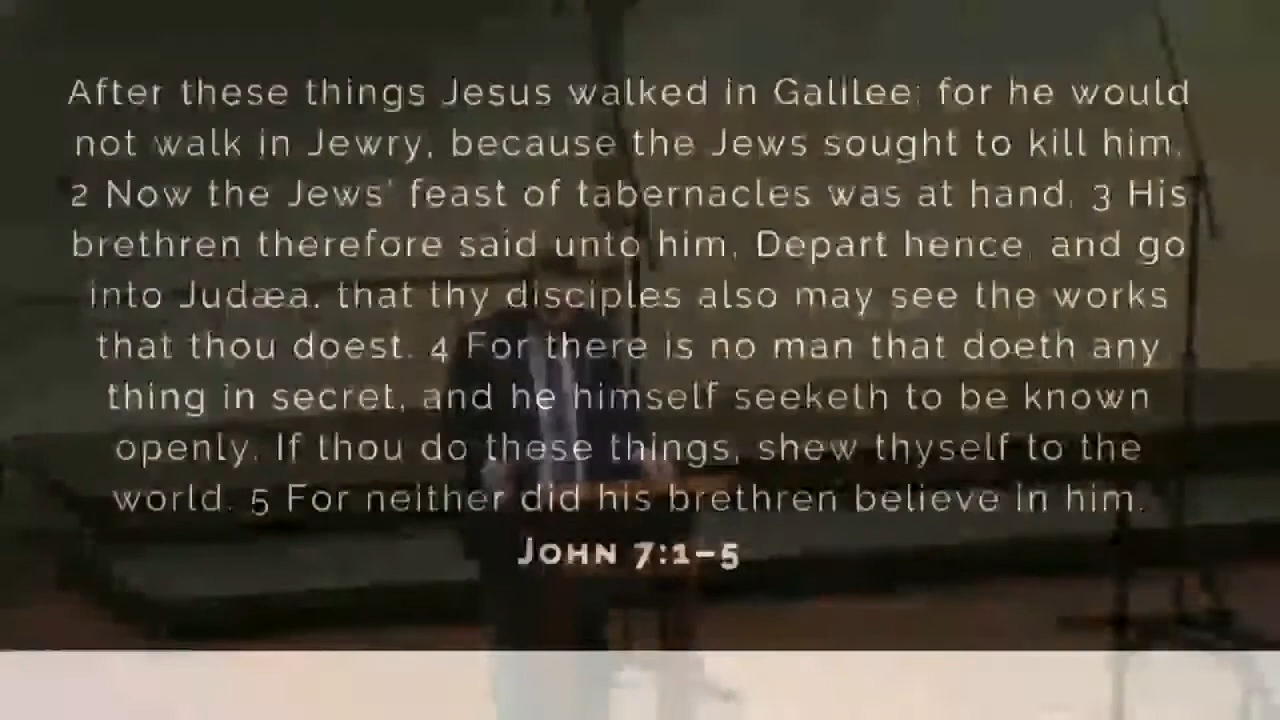 After these things Jesus walked in Galilee; for he would
not walk in Jewry, because the Jews sought to kill him.
2 Now the Jews' feast of tabernacles was at hand. 3 His
brethren therefore said unto him, Depart hence, and go
into Judæa, that thy disciples also may see the works
that thou doest. 4 For there is no man that doeth any
thing in secret, and he himself seeketh to be known
openly. If thou do these things, shew thyself to the
world. 5 For neither did his brethren believe in him.
JOHN 7:1–5